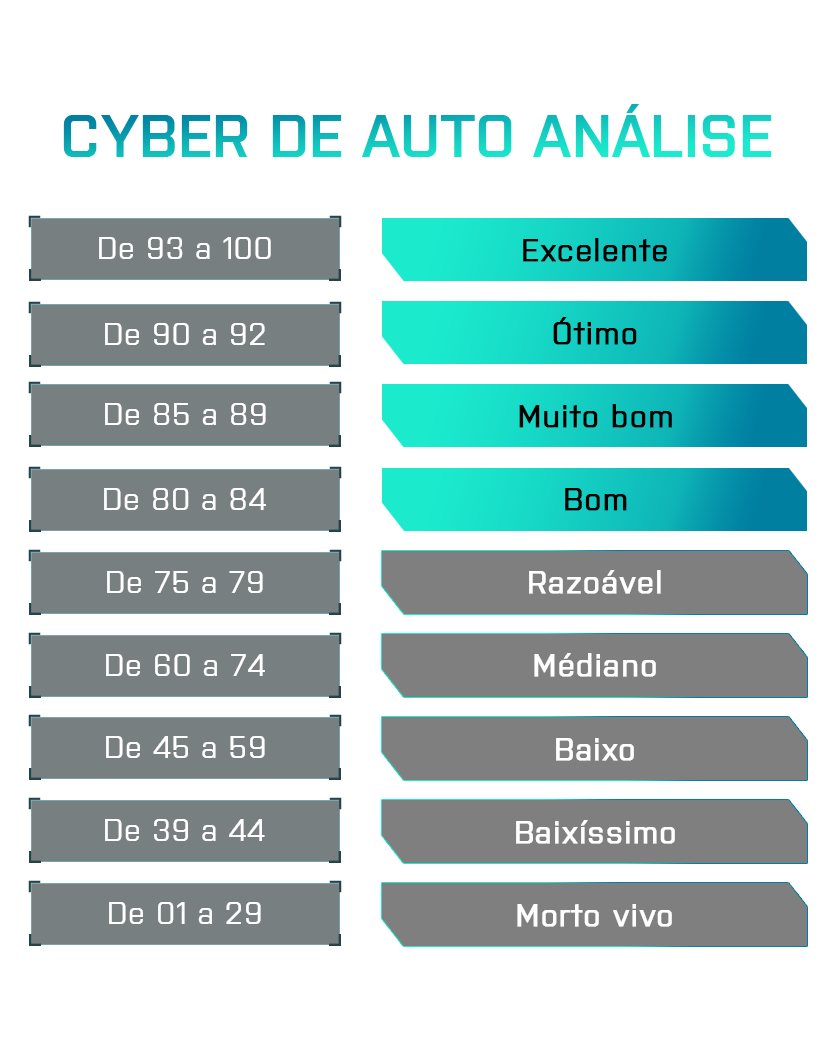 CYBER DE AUTO ANÁLISE
De 93 a 100 Excelente
De 90 a 92 Ótimo
De 85 a 89 Muito bom
De 80 a 84 Bom
De 75 a 79 Razoável
De 60 a 74 Médiano
De 45 a 59 Baixo
De 39 a 44 Baixíssimo
De 01 a 29 Morto vivo